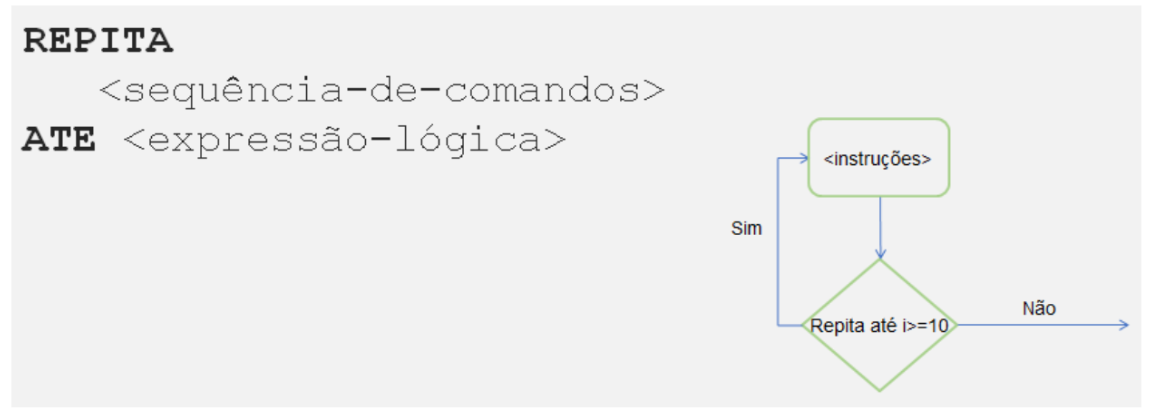 REPITA
<sequência-de-comandos>
ATE <expressão-lógica>
<instruções>
Sim
Repita até i>=10
Não